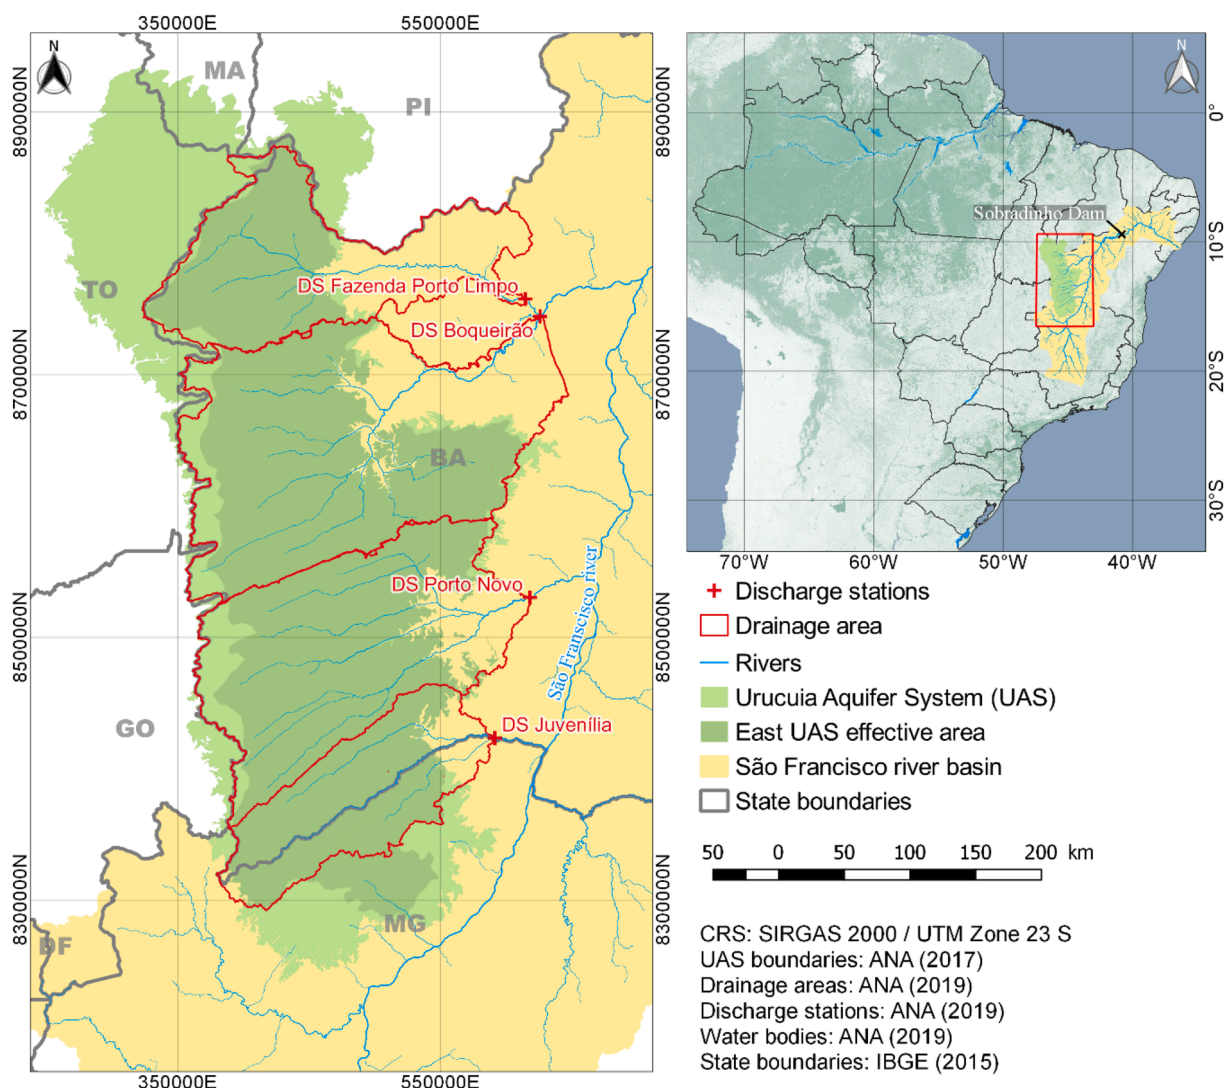 350000E
550000E
N
MA
PI
8900000N
8900000N
TO
DS Fazenda Porto Limpo
DS Boqueirão
8700000N
8700000N
BA
DS Porto Novo
São Franscisco river
8500000N
8500000N
GO
DS Juvenília
8300000N
8300000N
MG
DF
350000E
550000E
N
0°
Sobradinho Dam
10°S
20°S
30°S
70°W
60°W
50°W
40°W
Discharge stations
Drainage area
Rivers
Urucuia Aquifer System (UAS)
East UAS effective area
São Francisco river basin
State boundaries
50 0 50 100 150 200 km
CRS: SIRGAS 2000 / UTM Zone 23 S
UAS boundaries: ANA (2017)
Drainage areas: ANA (2019)
Discharge stations: ANA (2019)
Water bodies: ANA (2019)
State boundaries: IBGE (2015)